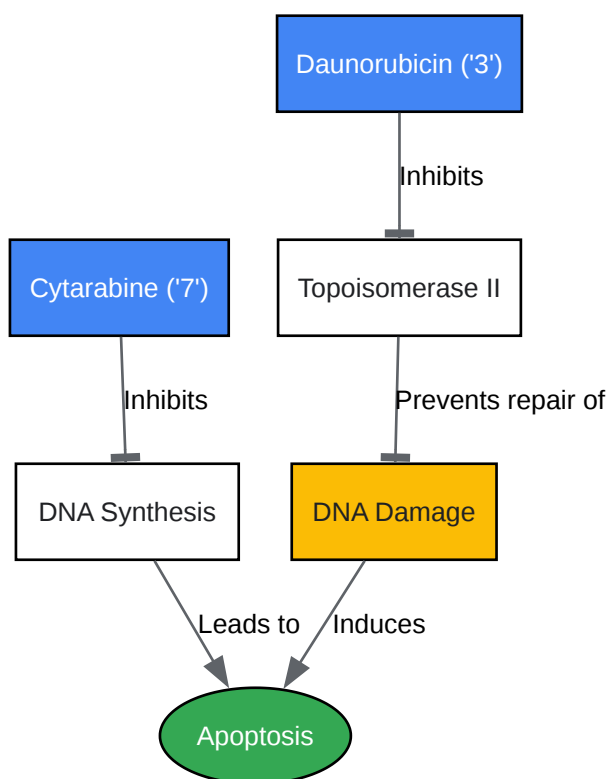 Daunorubicin ('3')
Inhibits
Cytarabine ('7')
Topoisomerase II
Inhibits
Prevents repair of
DNA Synthesis
DNA Damage
Leads to
Induces
Apoptosis